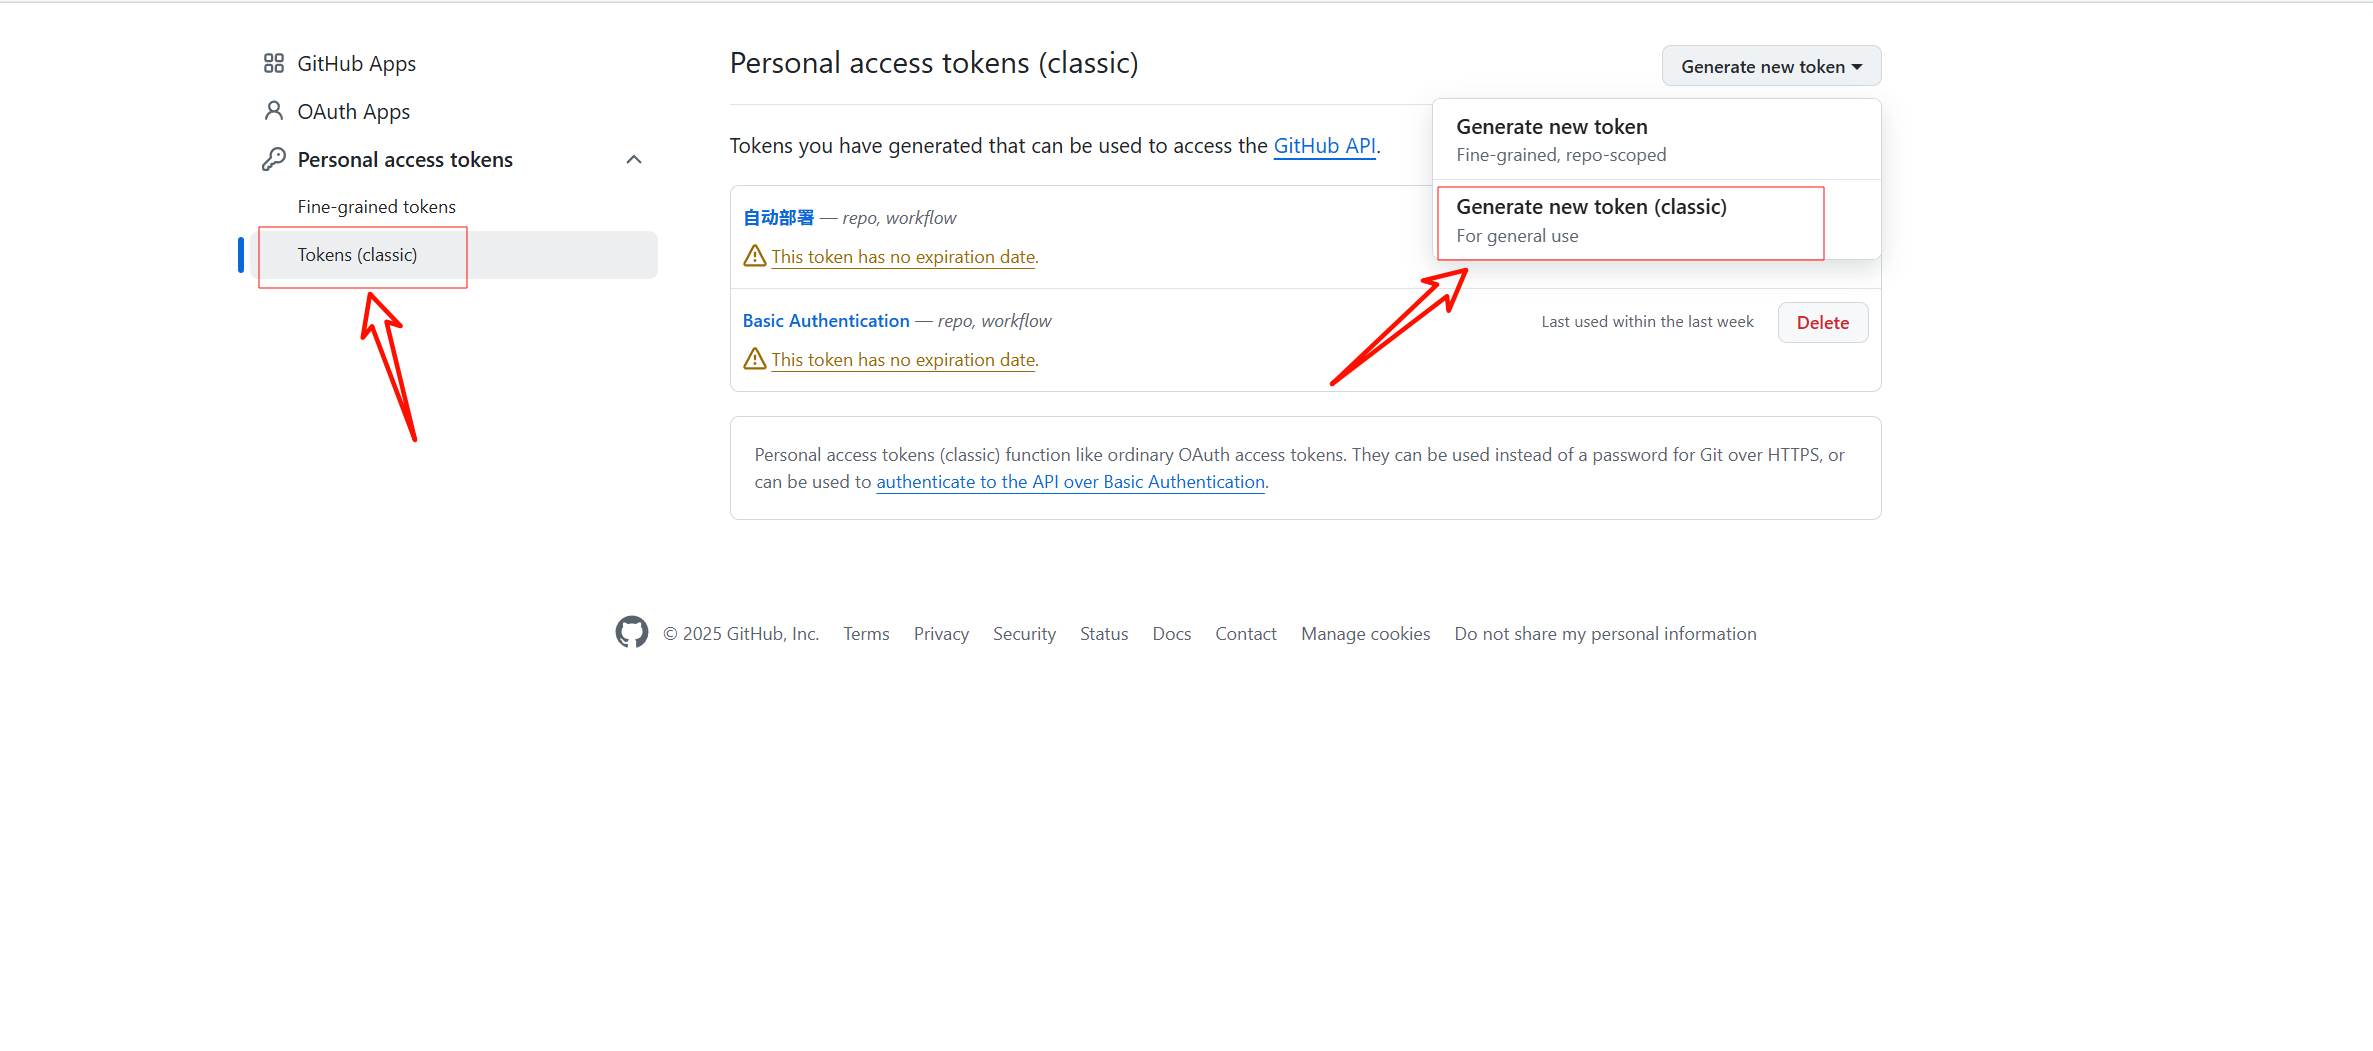 GitHub Apps
OAuth Apps
Personal access tokens
Fine-grained tokens
Tokens (classic)
Personal access tokens (classic)
Generate new token
Generate new token
Fine-grained, repo-scoped
Generate new token (classic)
For general use
Tokens you have generated that can be used to access the GitHub API.
自动部署 — repo, workflow
This token has no expiration date.
Basic Authentication — repo, workflow
Last used within the last week
Delete
This token has no expiration date.
Personal access tokens (classic) function like ordinary OAuth access tokens. They can be used instead of a password for Git over HTTPS, or
can be used to authenticate to the API over Basic Authentication.
© 2025 GitHub, Inc. Terms Privacy Security Status Docs Contact Manage cookies Do not share my personal information